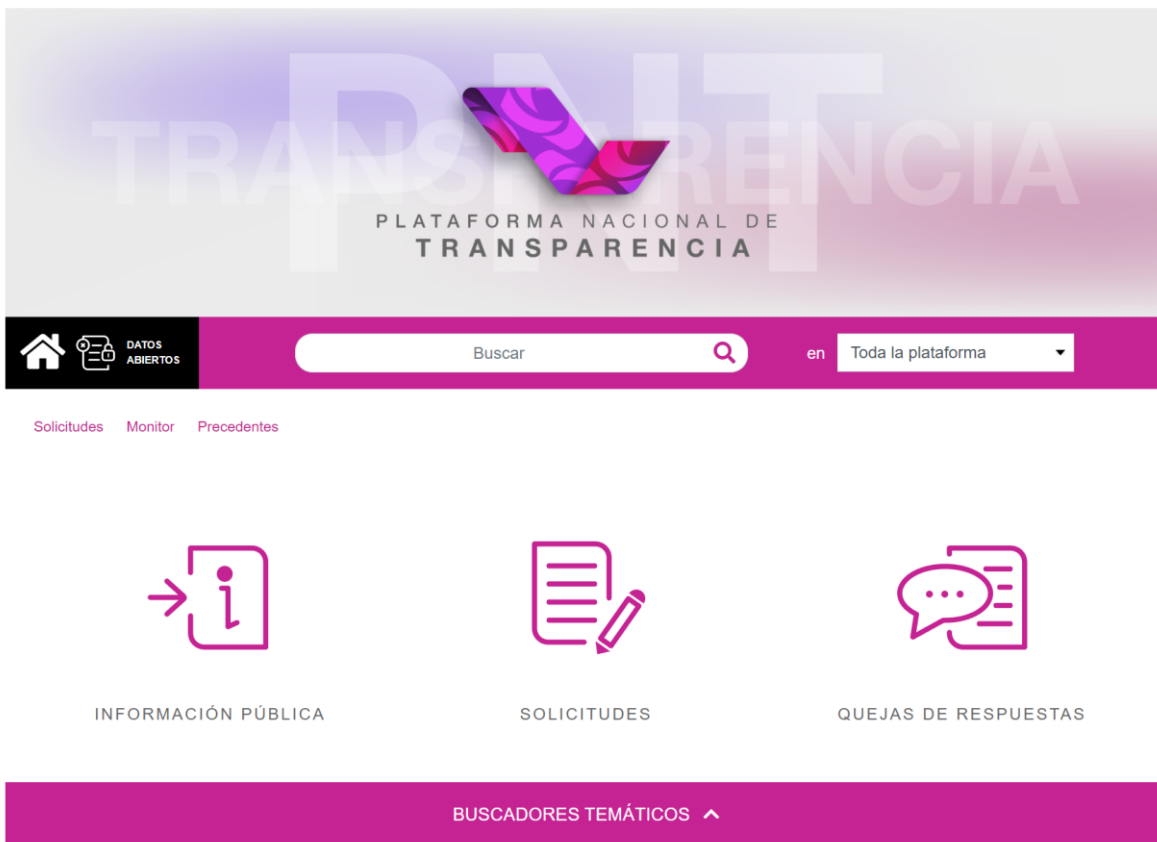 PNT
TRANSPARENCIA
PLATAFORMA NACIONAL DE
TRANSPARENCIA
DATOS
ABIERTOS
Buscar
en
Toda la plataforma
Solicitudes
Monitor
Precedentes
INFORMACIÓN PÚBLICA
SOLICITUDES
QUEJAS DE RESPUESTAS
BUSCADORES TEMÁTICOS